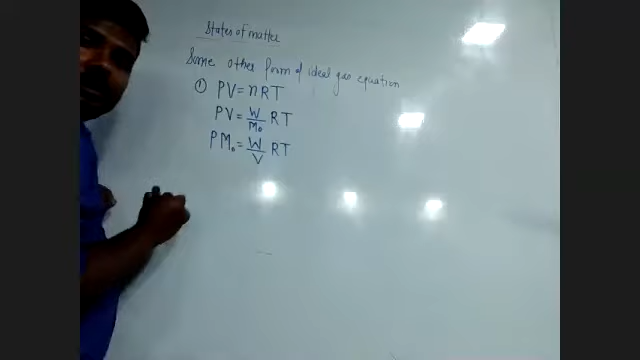 States of matter
Some other form of ideal gas equation
① PV = nRT
PV = W/M₀ RT
PM₀ = W/V RT